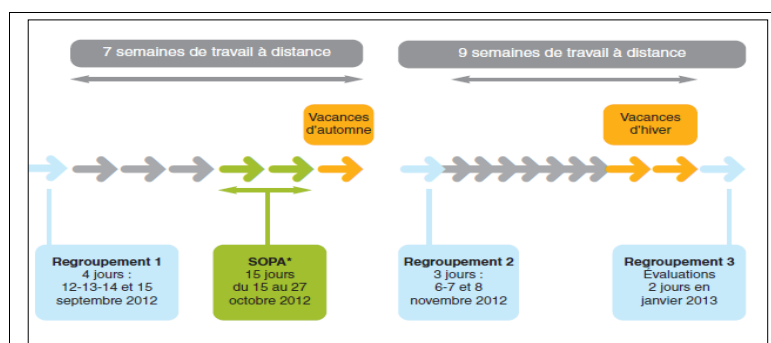 7 semaines de travail à distance
9 semaines de travail à distance
Vacances
d'automne
Vacances
d'hiver
Regroupement 1
4 jours :
12-13-14 et 15
septembre 2012
SOPA*
15 jours
du 15 au 27
octobre 2012
Regroupement 2
3 jours :
6-7 et 8
novembre 2012
Regroupement 3
Évaluations
2 jours en
janvier 2013